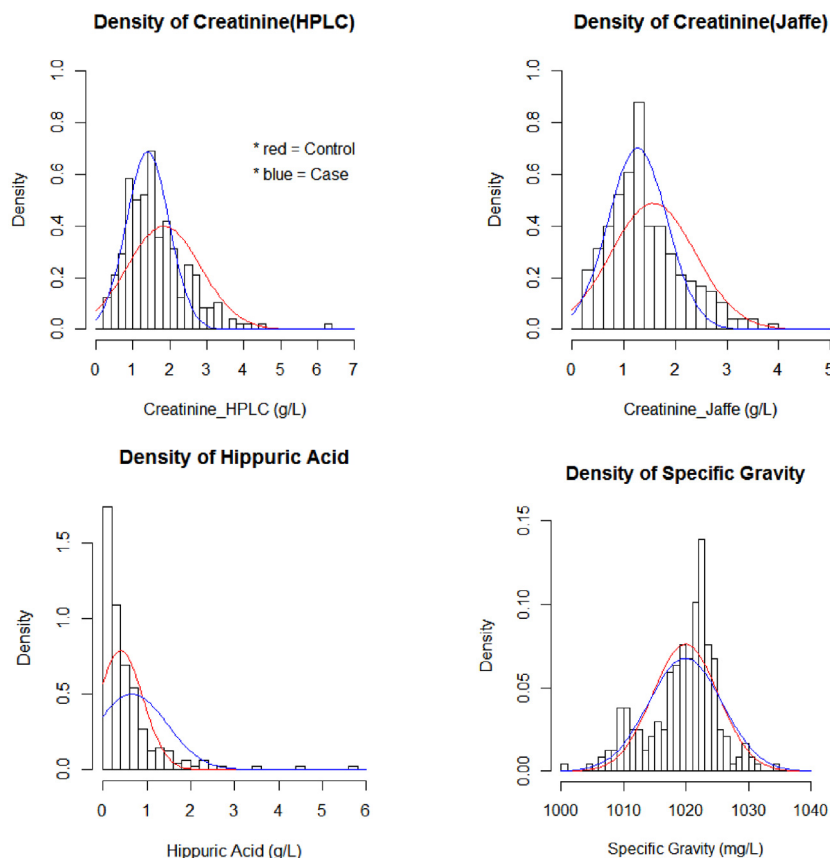 Density of Creatinine(HPLC)
Density
1.0
0.8
0.6
0.4
0.2
0.0
* red = Control
* blue = Case
0 1 2 3 4 5 6 7
Creatinine_HPLC (g/L)
Density of Creatinine(Jaffe)
Density
1.0
0.8
0.6
0.4
0.2
0.0
0 1 2 3 4 5
Creatinine_Jaffe (g/L)
Density of Hippuric Acid
Density
1.5
1.0
0.5
0.0
0 1 2 3 4 5 6
Hippuric Acid (g/L)
Density of Specific Gravity
Density
0.15
0.10
0.05
0.00
1000 1010 1020 1030 1040
Specific Gravity (mg/L)